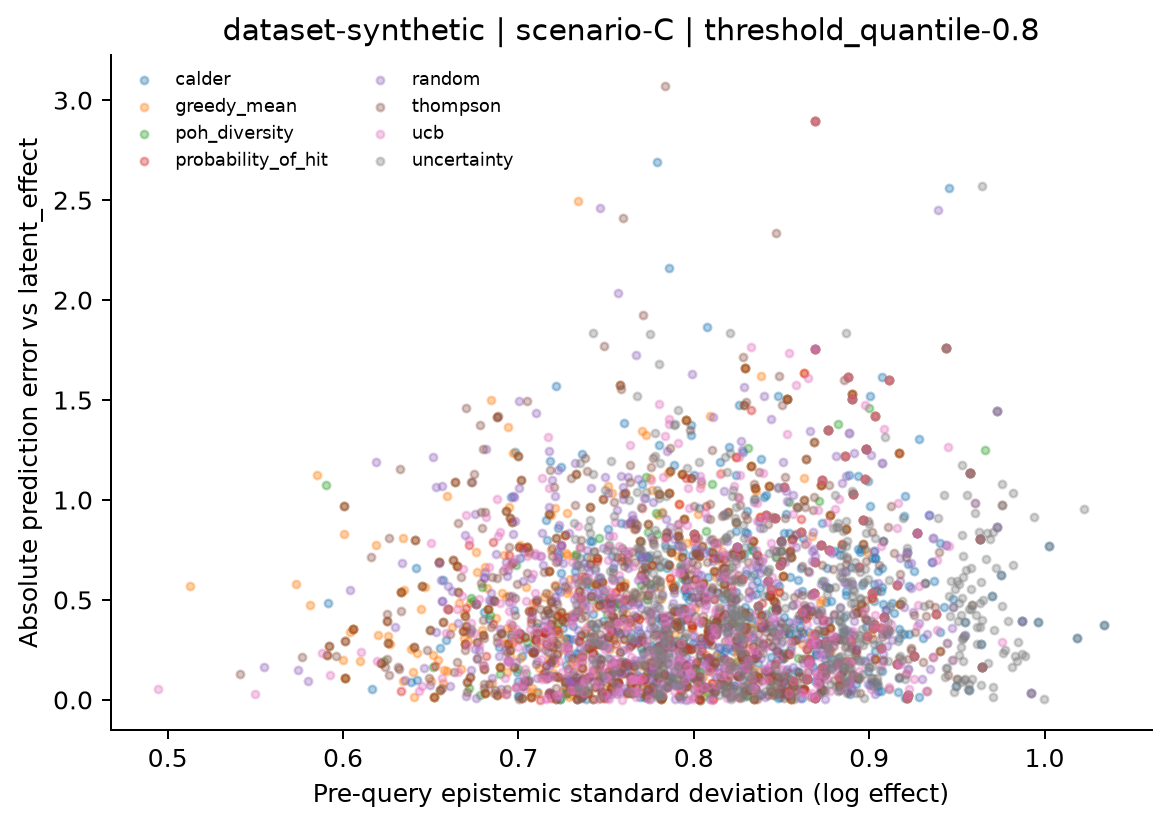 dataset-synthetic | scenario-C | threshold_quantile-0.8
calder
greedy_mean
poh_diversity
probability_of_hit
random
thompson
ucb
uncertainty
Absolute prediction error vs latent_effect
3.0
2.5
2.0
1.5
1.0
0.5
0.0
0.5 0.6 0.7 0.8 0.9 1.0
Pre-query epistemic standard deviation (log effect)